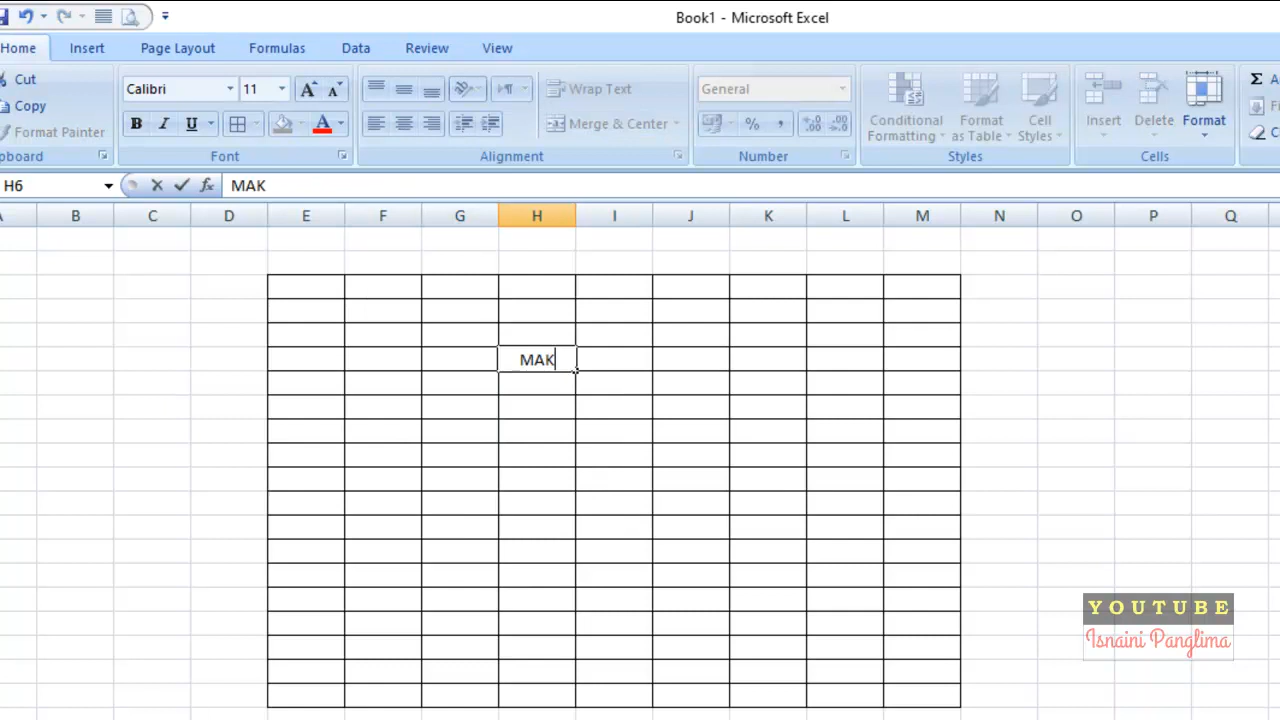 Book1 - Microsoft Excel
Home Insert Page Layout Formulas Data Review View
Cut
Copy
Format Painter
Calibri 11
B I U A
Wrap Text
Merge & Center
General
% ,
Conditional Formatting
Format as Table
Cell Styles
Insert Delete Format
Font Alignment Number Styles Cells
H6 fx MAK
B C D E F G H I J K L M N O P Q
MAK
YOUTUBE
Isnaini Panglima